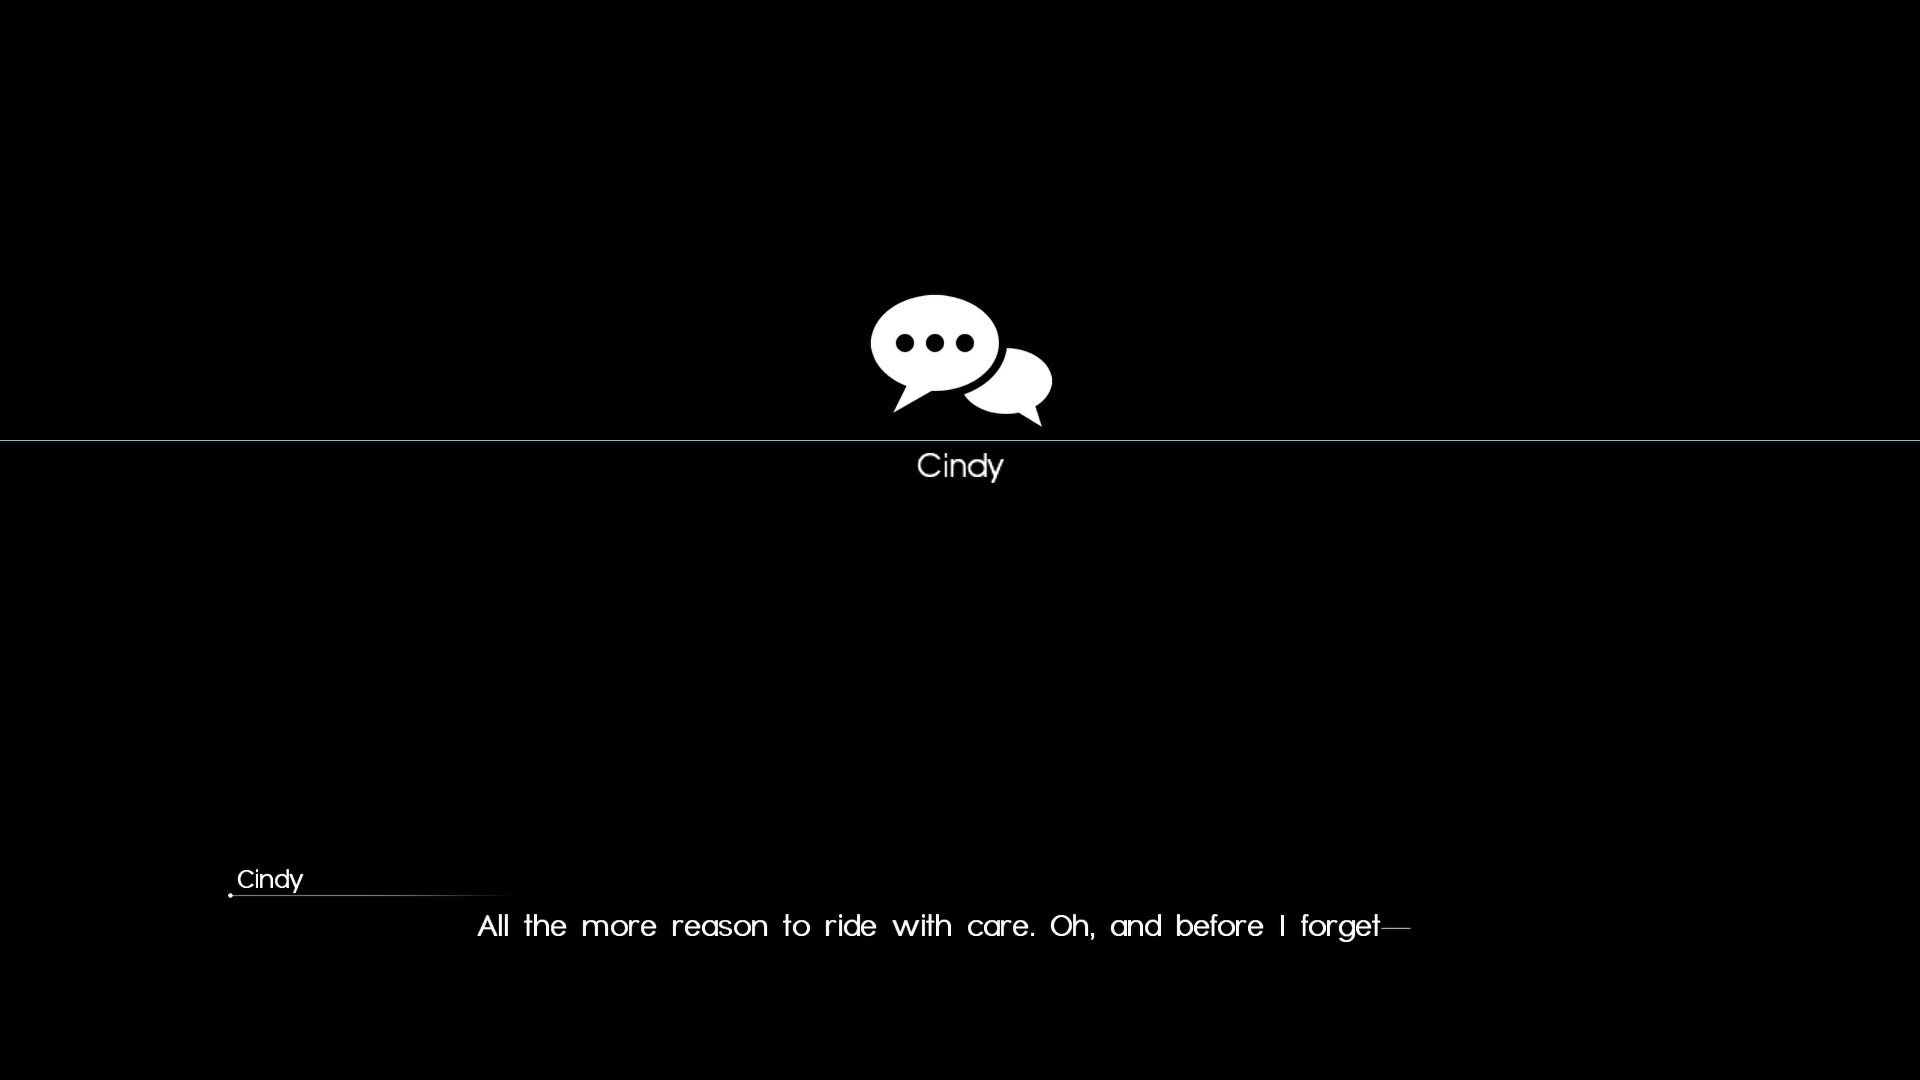 Cindy
Cindy
All the more reason to ride with care. Oh, and before I forget—